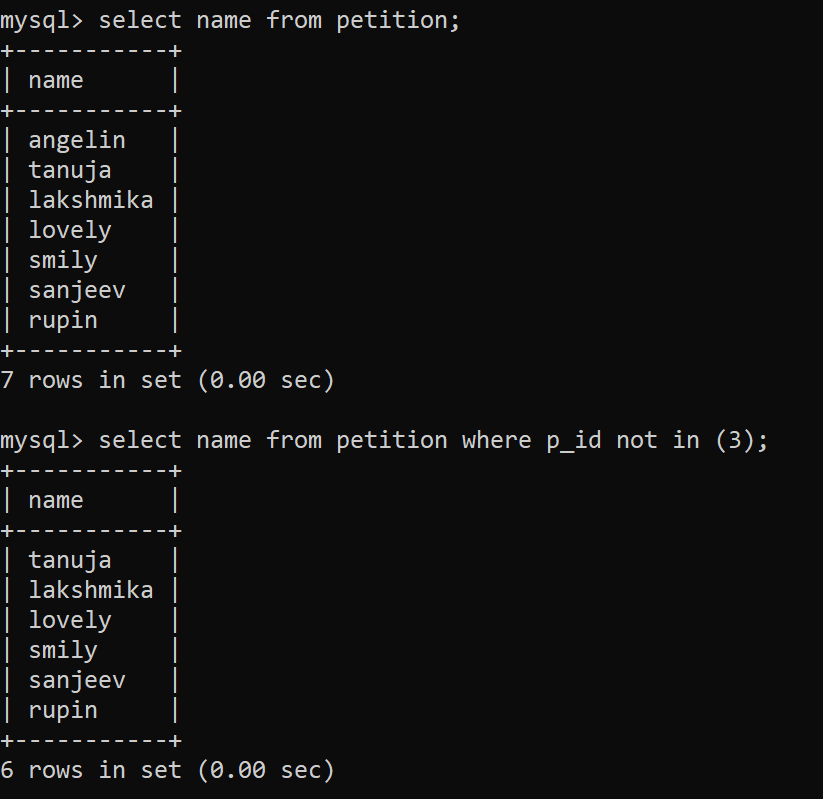 mysql> select name from petition;
+-----------+
| name      |
+-----------+
| angelin   |
| tanuja    |
| lakshmika |
| lovely    |
| smily     |
| sanjeev   |
| rupin     |
+-----------+
7 rows in set (0.00 sec)

mysql> select name from petition where p_id not in (3);
+-----------+
| name      |
+-----------+
| tanuja    |
| lakshmika |
| lovely    |
| smily     |
| sanjeev   |
| rupin     |
+-----------+
6 rows in set (0.00 sec)